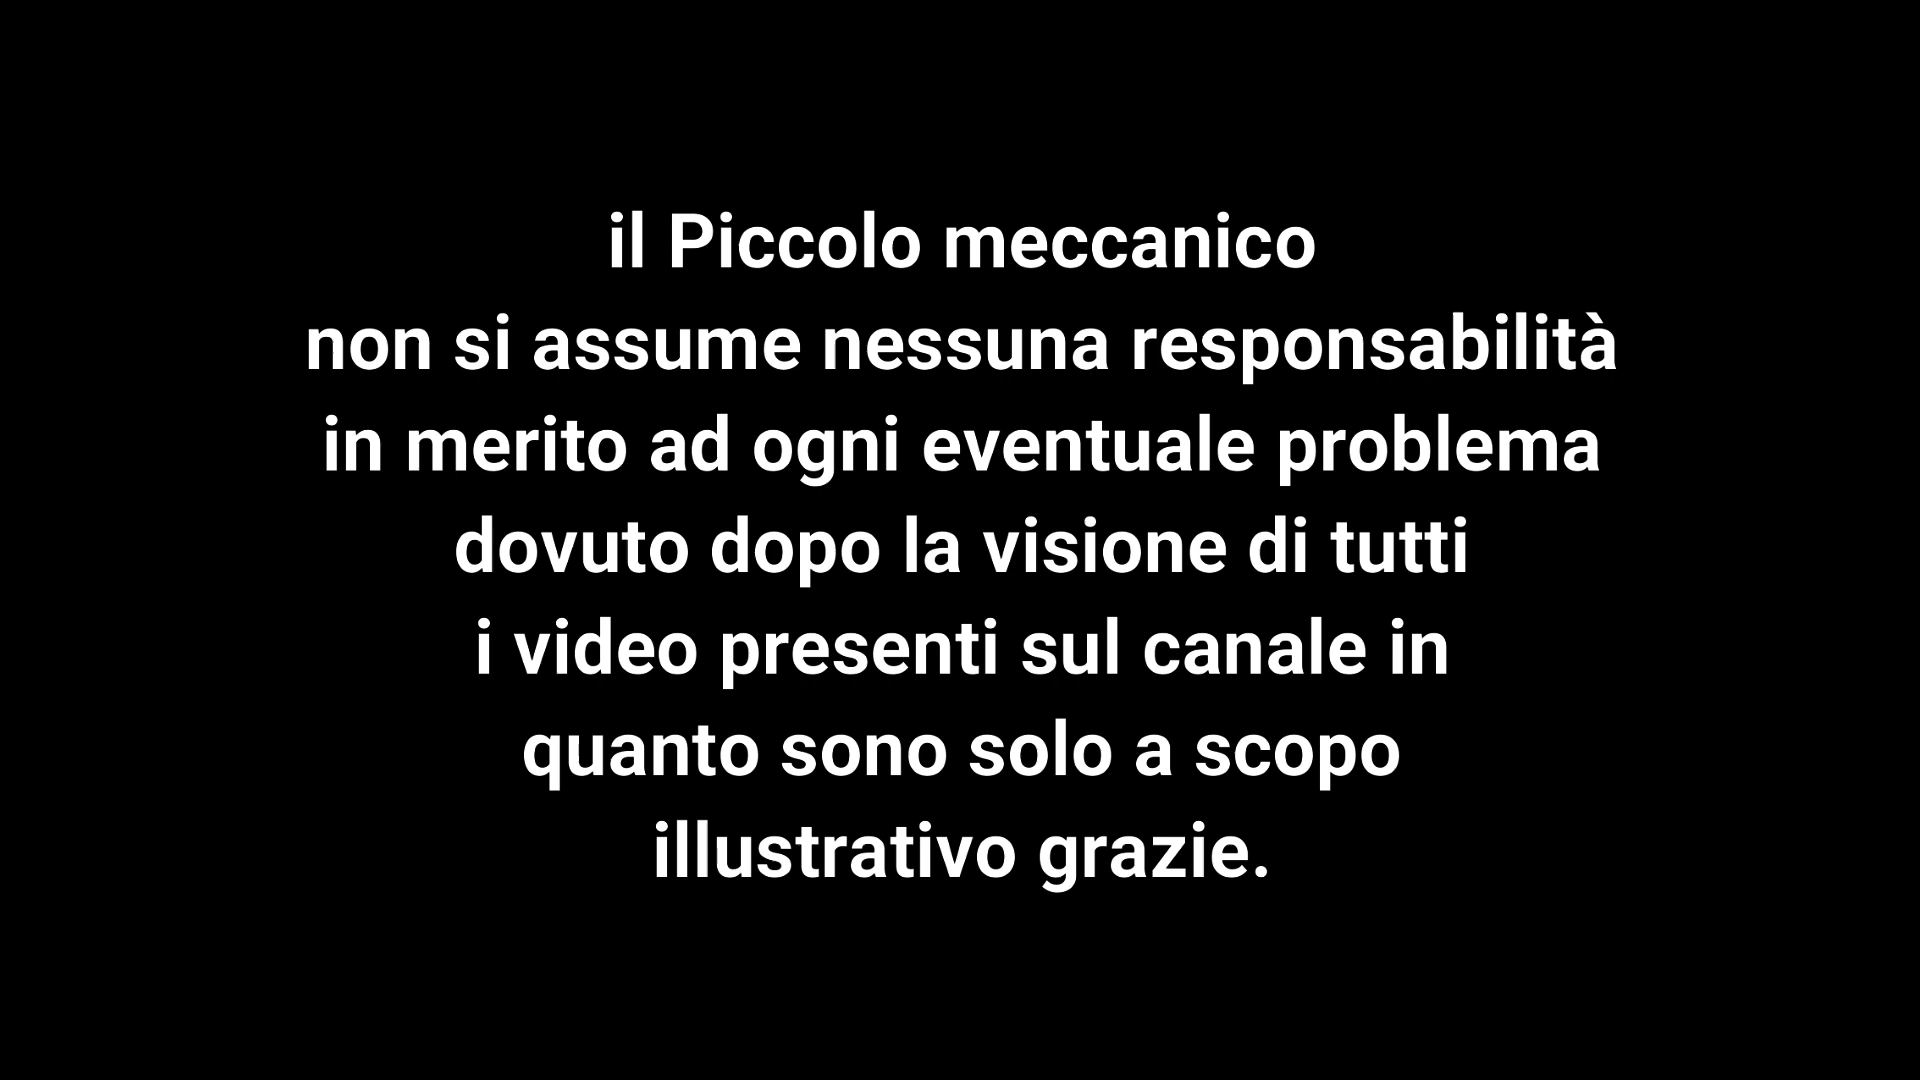 il Piccolo meccanico
non si assume nessuna responsabilità
in merito ad ogni eventuale problema
dovuto dopo la visione di tutti
i video presenti sul canale in
quanto sono solo a scopo
illustrativo grazie.